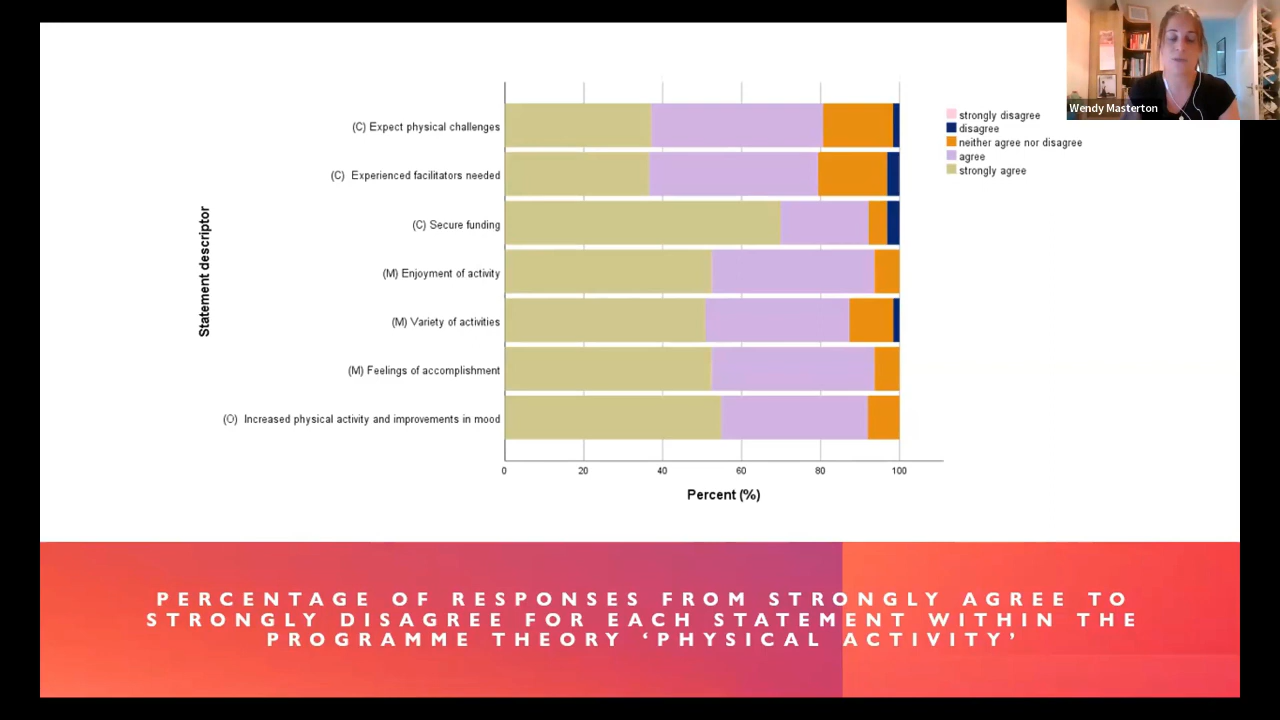 Wendy Masterton
strongly disagree
disagree
neither agree nor disagree
agree
strongly agree
Statement descriptor
(C) Expect physical challenges
(C) Experienced facilitators needed
(C) Secure funding
(M) Enjoyment of activity
(M) Variety of activities
(M) Feelings of accomplishment
(O) Increased physical activity and improvements in mood
0 20 40 60 80 100
Percent (%)
PERCENTAGE OF RESPONSES FROM STRONGLY AGREE TO
STRONGLY DISAGREE FOR EACH STATEMENT WITHIN THE
PROGRAMME THEORY ‘PHYSICAL ACTIVITY’